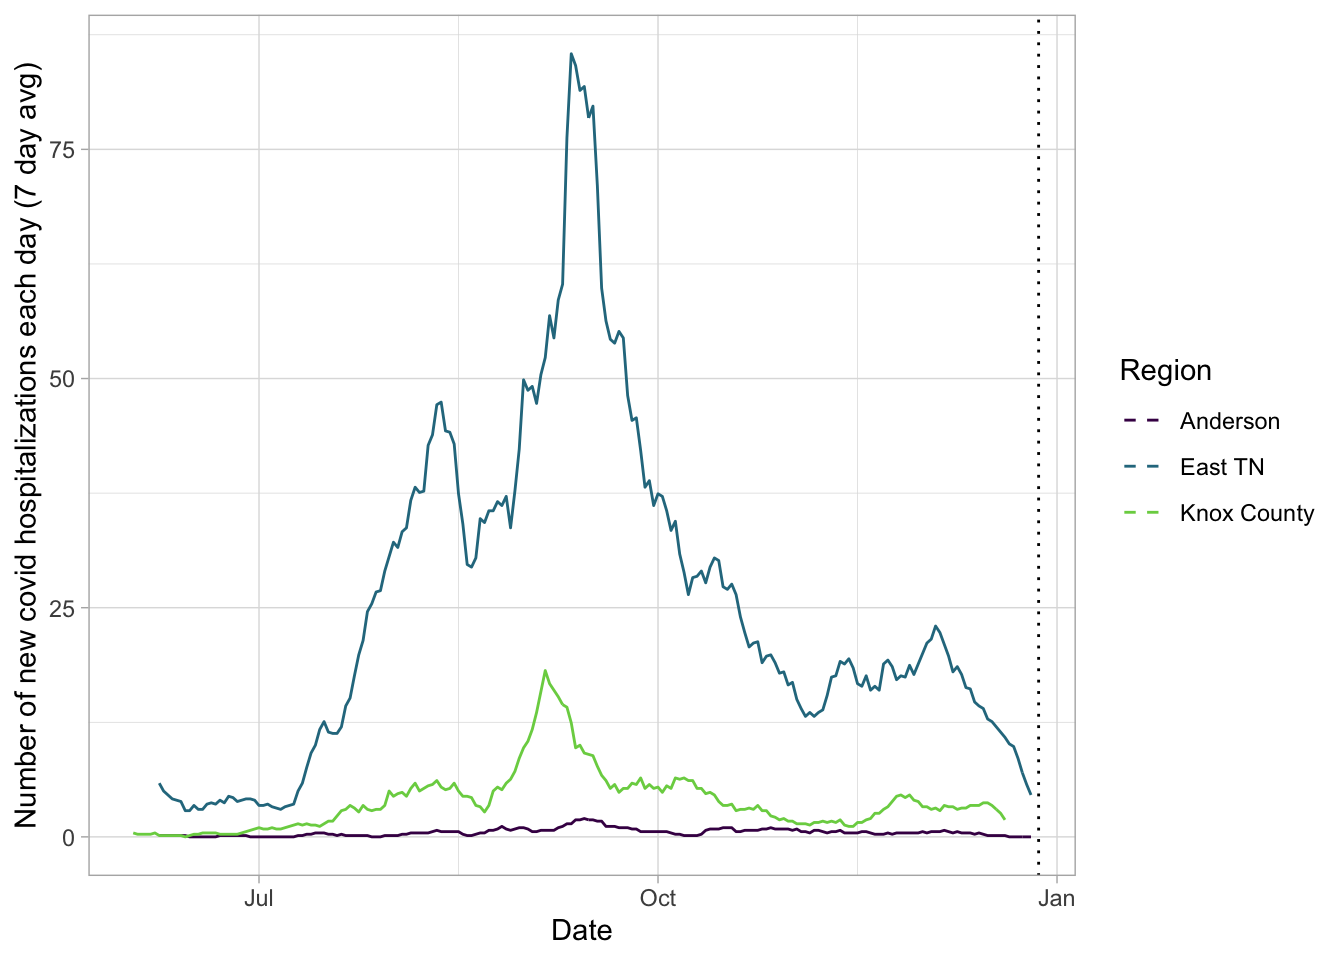 Number of new covid hospitalizations each day (7 day avg)
75
50
25
0
Jul
Oct
Jan
Date
Region
Anderson
East TN
Knox County